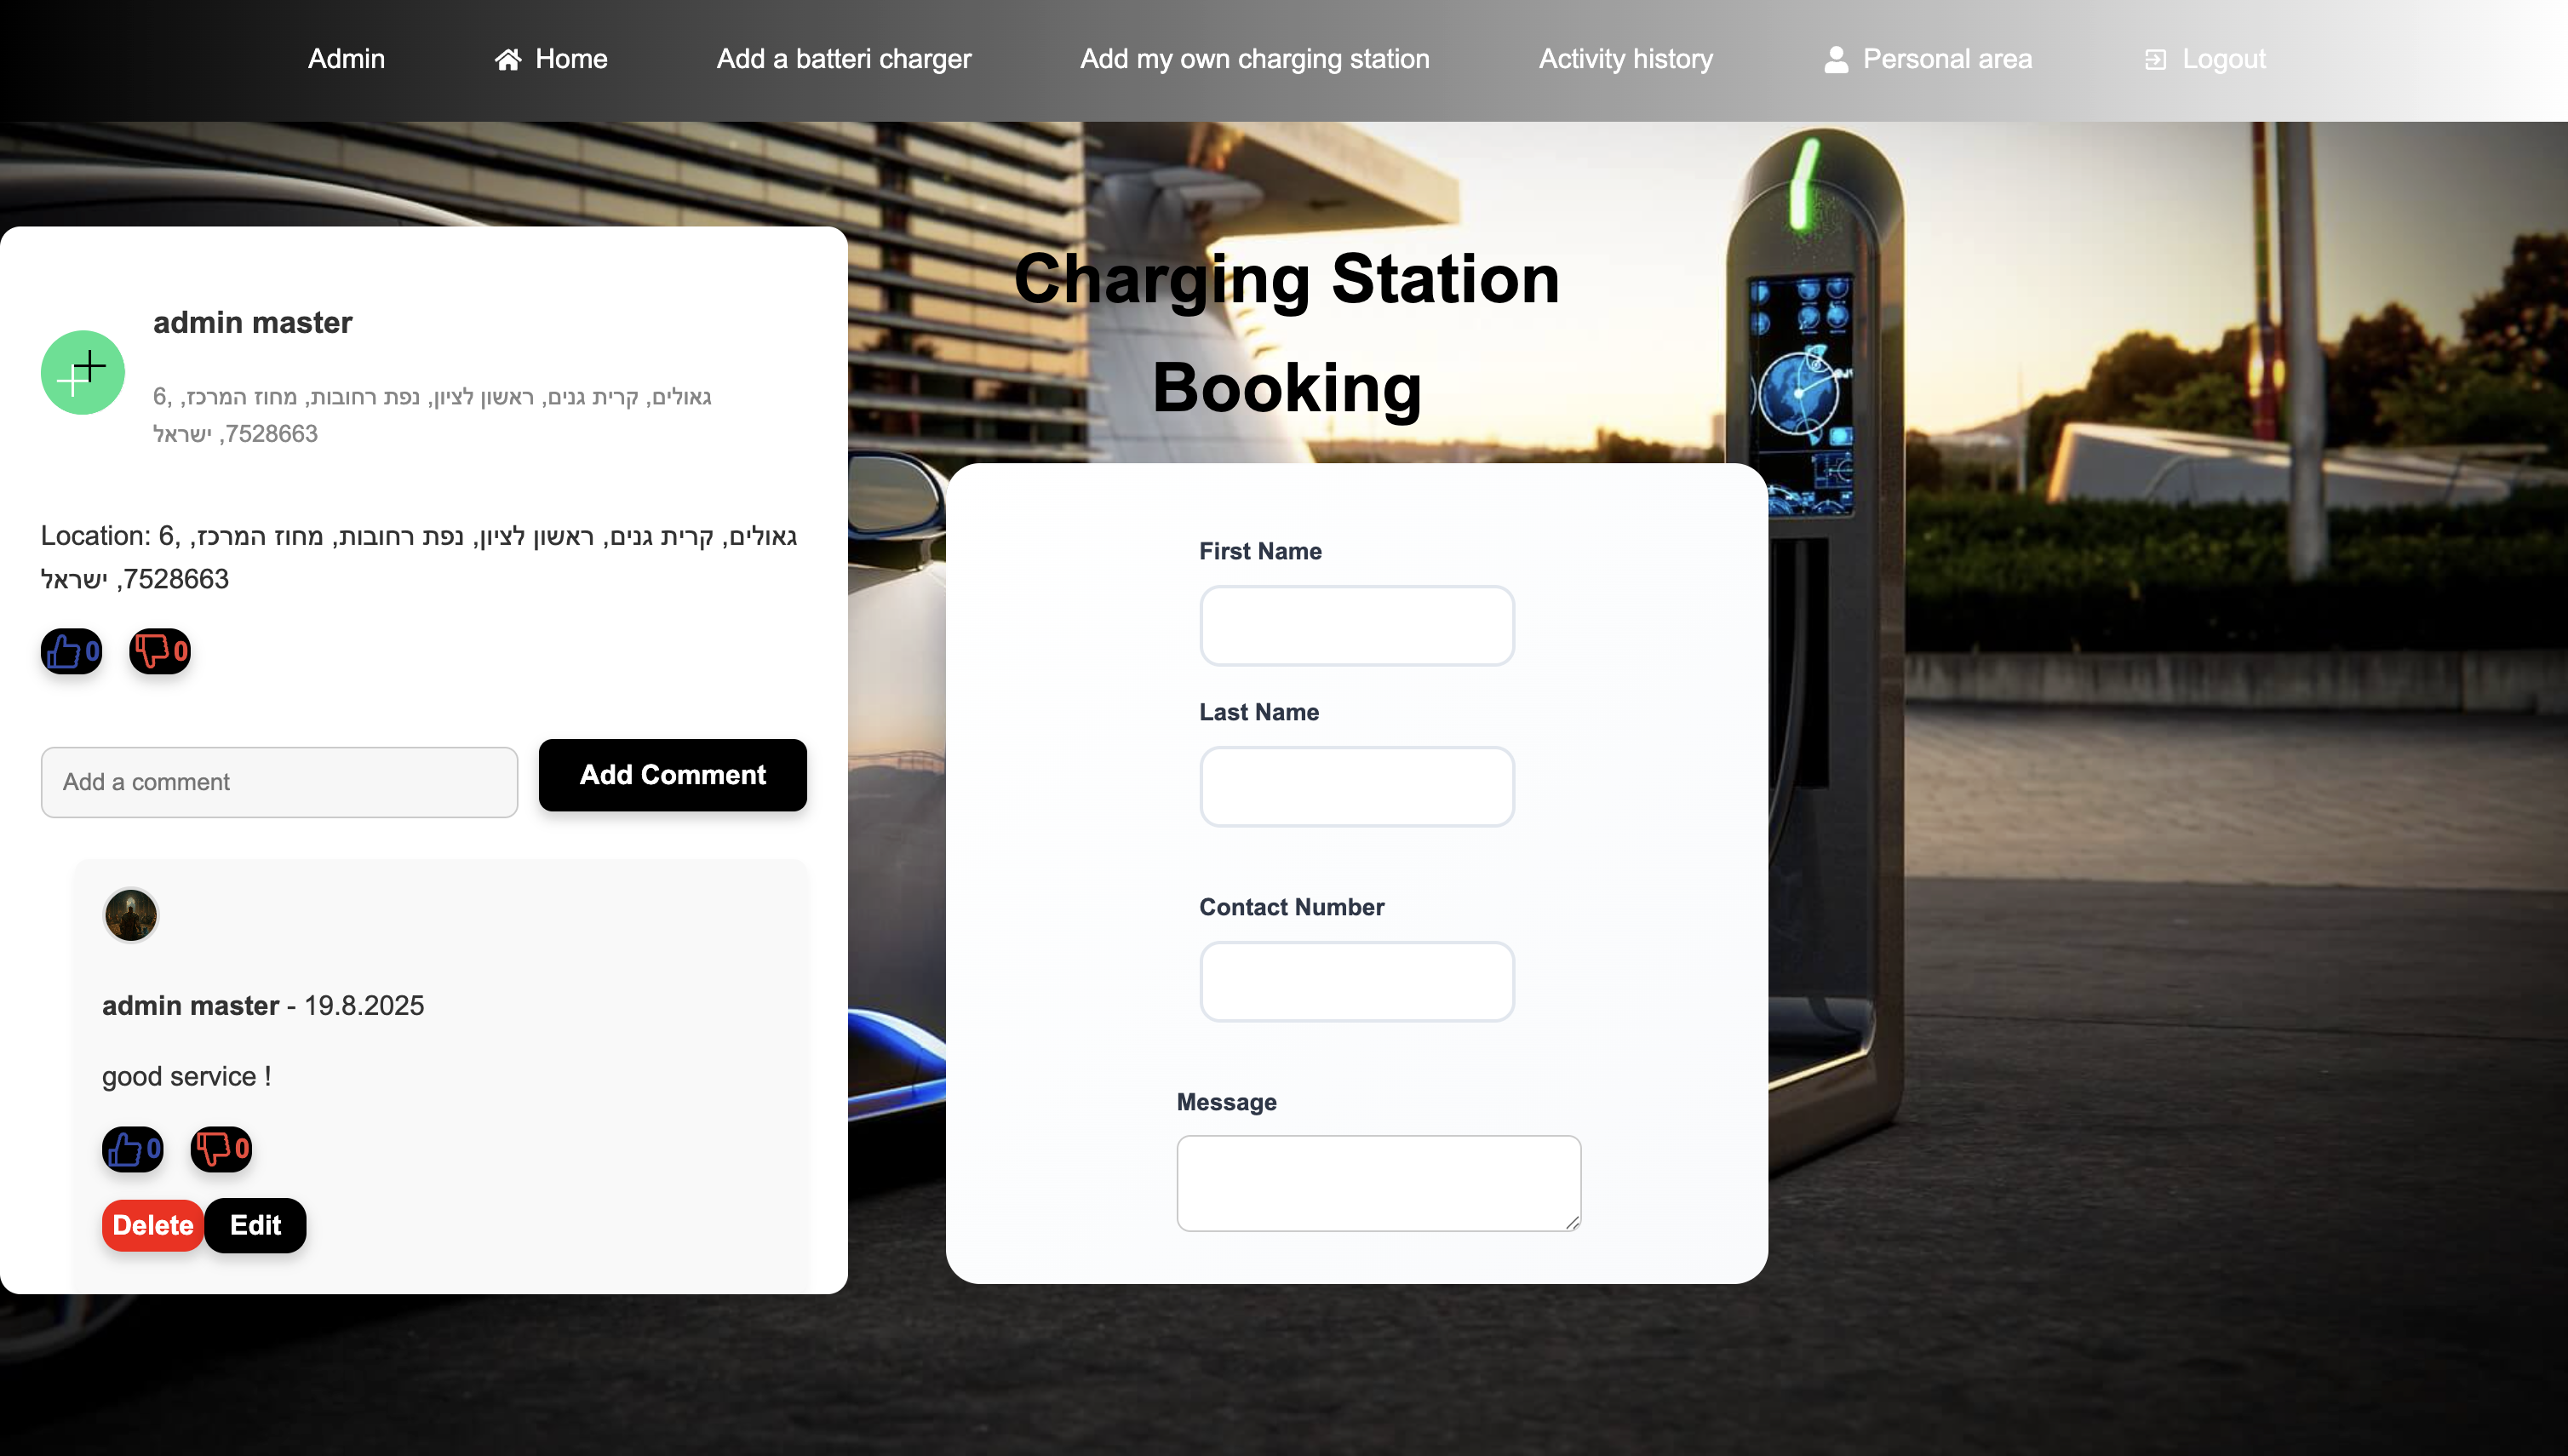 Admin
Home
Add a batteri charger
Add my own charging station
Activity history
Personal area
Logout
admin master
6, גאולים, קרית גנים, ראשון לציון, נפת רחובות, מחוז המרכז,
7528663, ישראל
Location: 6, גאולים, קרית גנים, ראשון לציון, נפת רחובות, מחוז המרכז,
7528663, ישראל
0
0
Add a comment
Add Comment
admin master - 19.8.2025
good service !
0
0
Delete
Edit
Charging Station
Booking
First Name
Last Name
Contact Number
Message